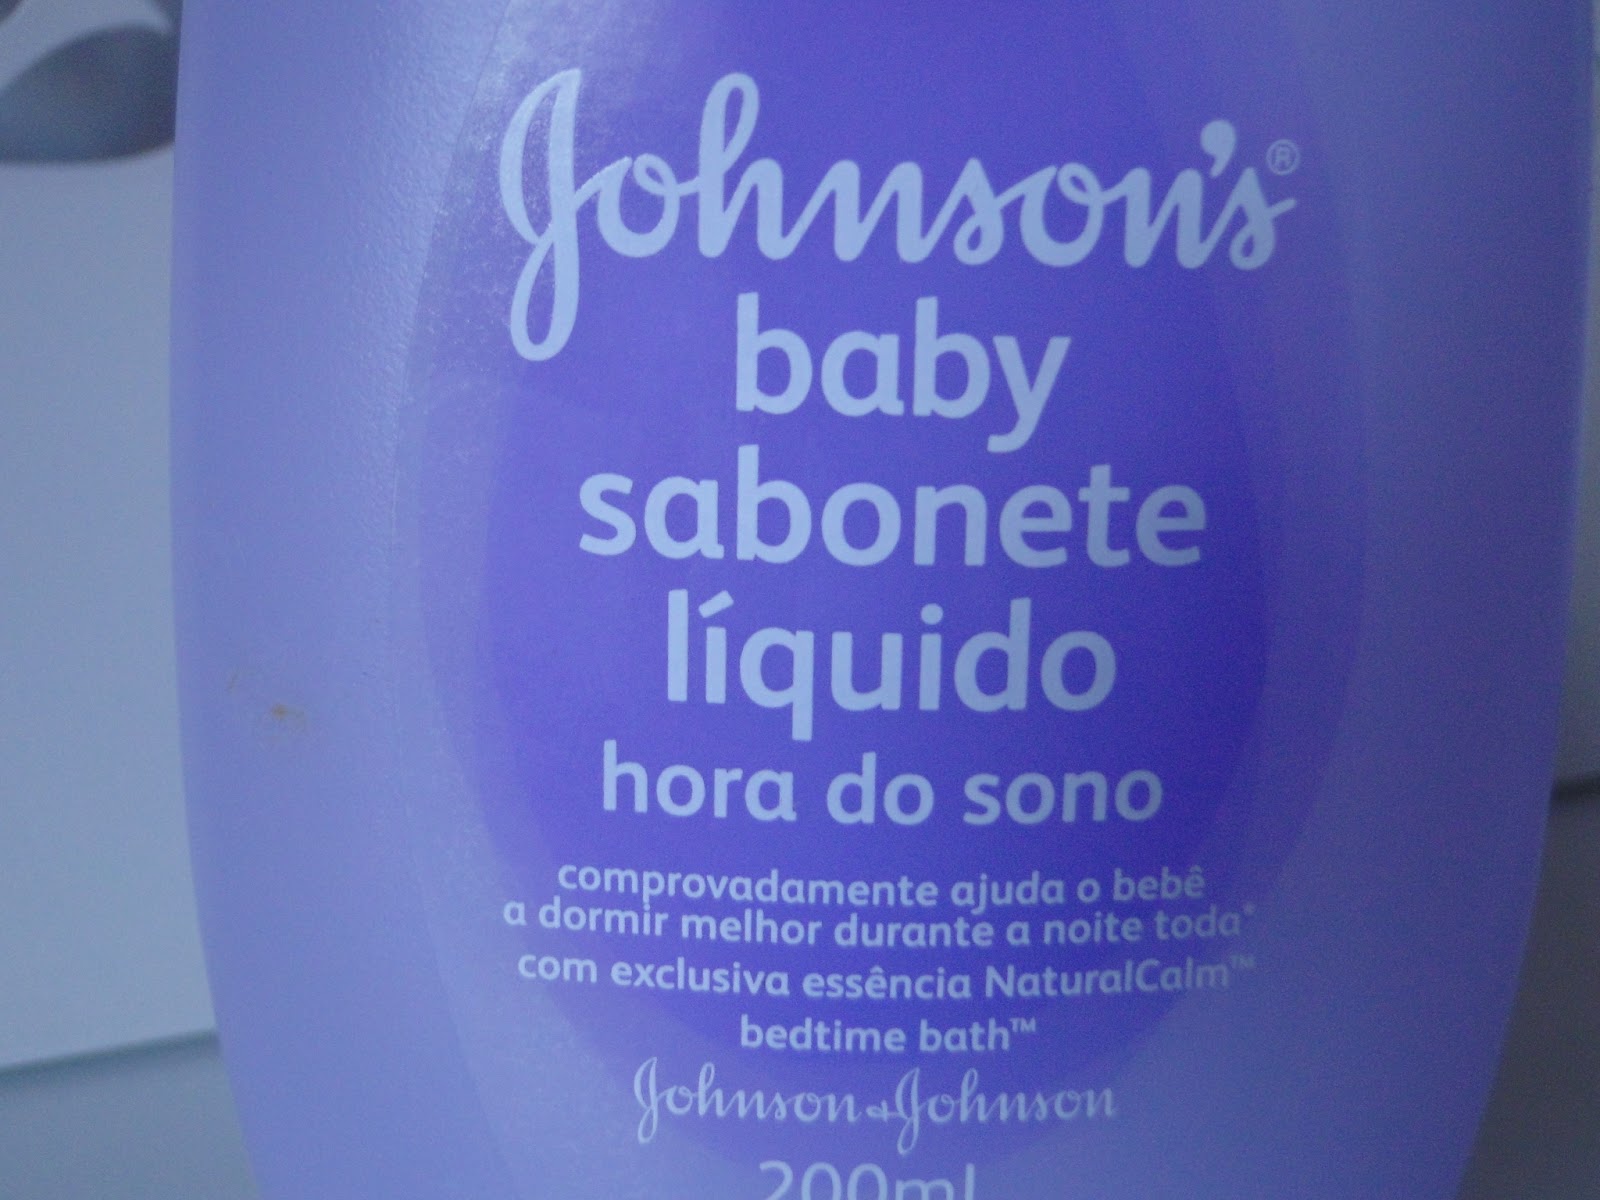 Johnson's®
baby
sabonete
líquido
hora do sono
comprovadamente ajuda o bebê
a dormir melhor durante a noite toda*
com exclusiva essência NaturalCalm™
bedtime bath™
Johnson & Johnson
200ml